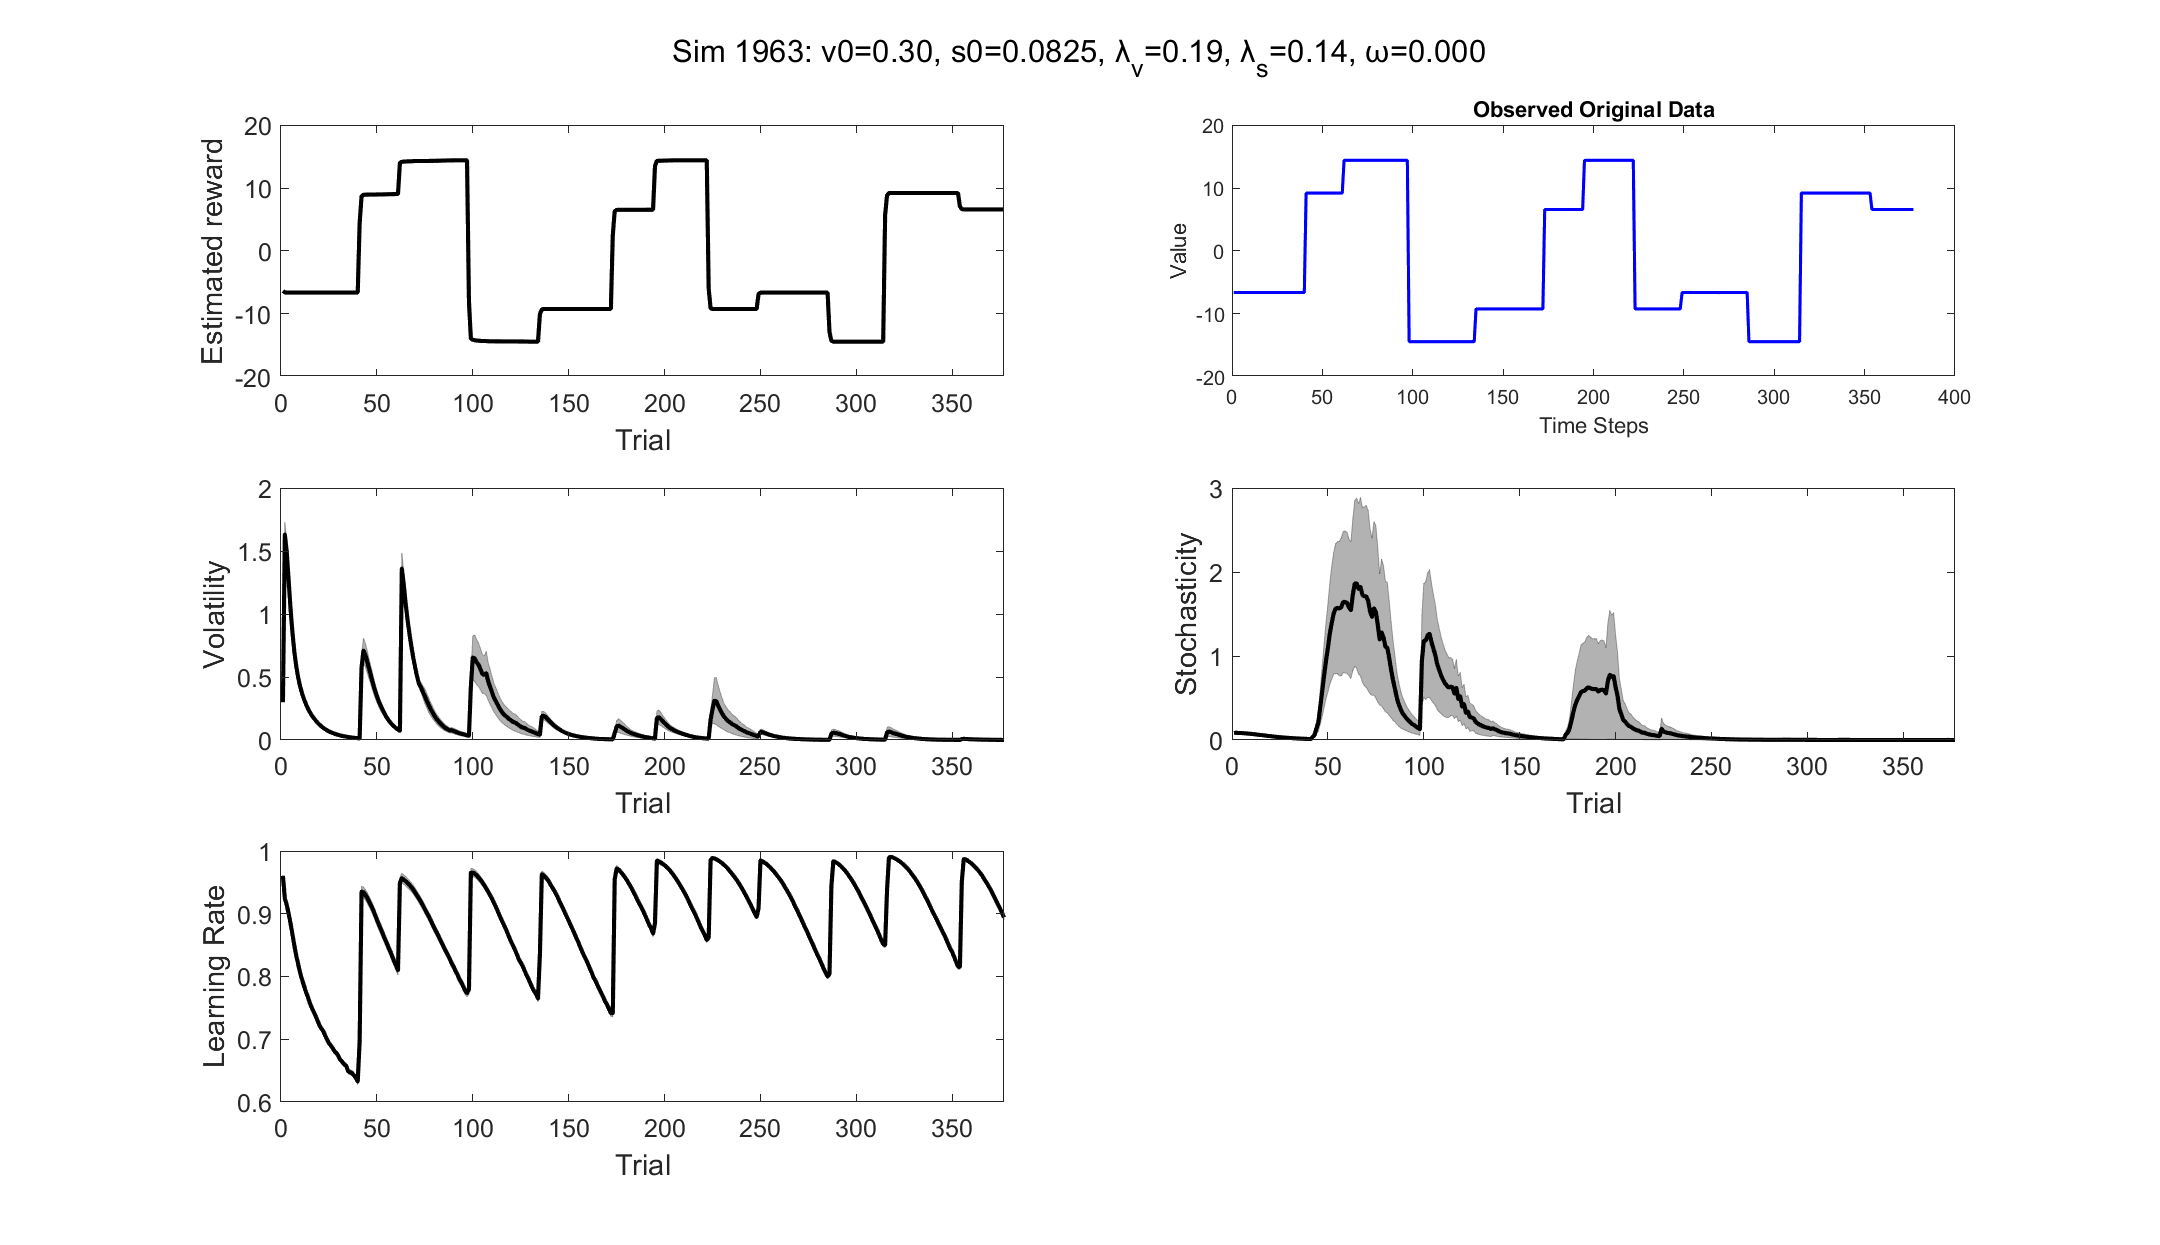 Sim 1963: v0=0.30, s0=0.0825, λv=0.19, λs=0.14, ω=0.000
Estimated reward
20
10
0
-10
-20
0 50 100 150 200 250 300 350
Trial
Observed Original Data
Value
20
10
0
-10
-20
0 50 100 150 200 250 300 350 400
Time Steps
Volatility
2
1.5
1
0.5
0
0 50 100 150 200 250 300 350
Trial
Stochasticity
3
2
1
0
0 50 100 150 200 250 300 350
Trial
Learning Rate
1
0.9
0.8
0.7
0.6
0 50 100 150 200 250 300 350
Trial